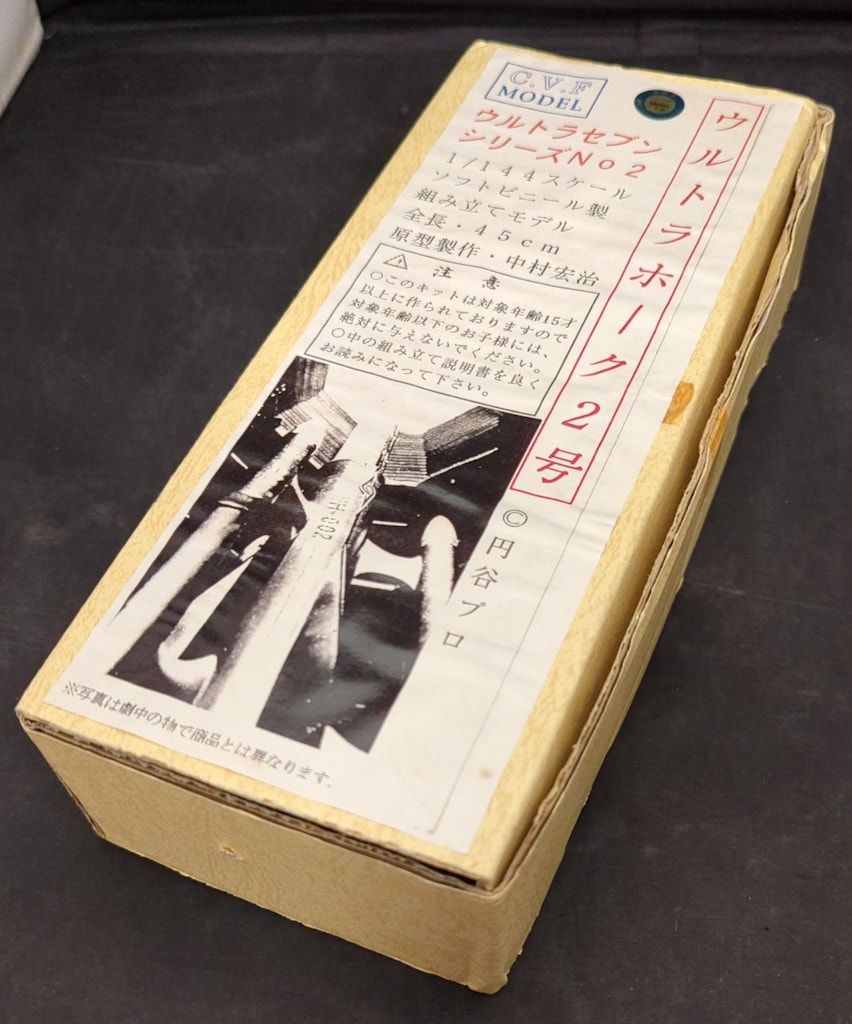 C.V.F
MODEL
ウルトラセブン
シリーズNo2
1/144スケール
ソフトビニール製
組み立てモデル
全長・45cm
原型製作・中村宏治
注 意
○このキットは対象年齢15才
以上に作られておりますので
対象年齢以下のお子様には、
絶対に与えないでください。
○中の組み立て説明書を良く
お読みになって下さい。
ウルトラホーク2号
©円谷プロ
H-002
※写真は劇中の物で商品とは異なります.